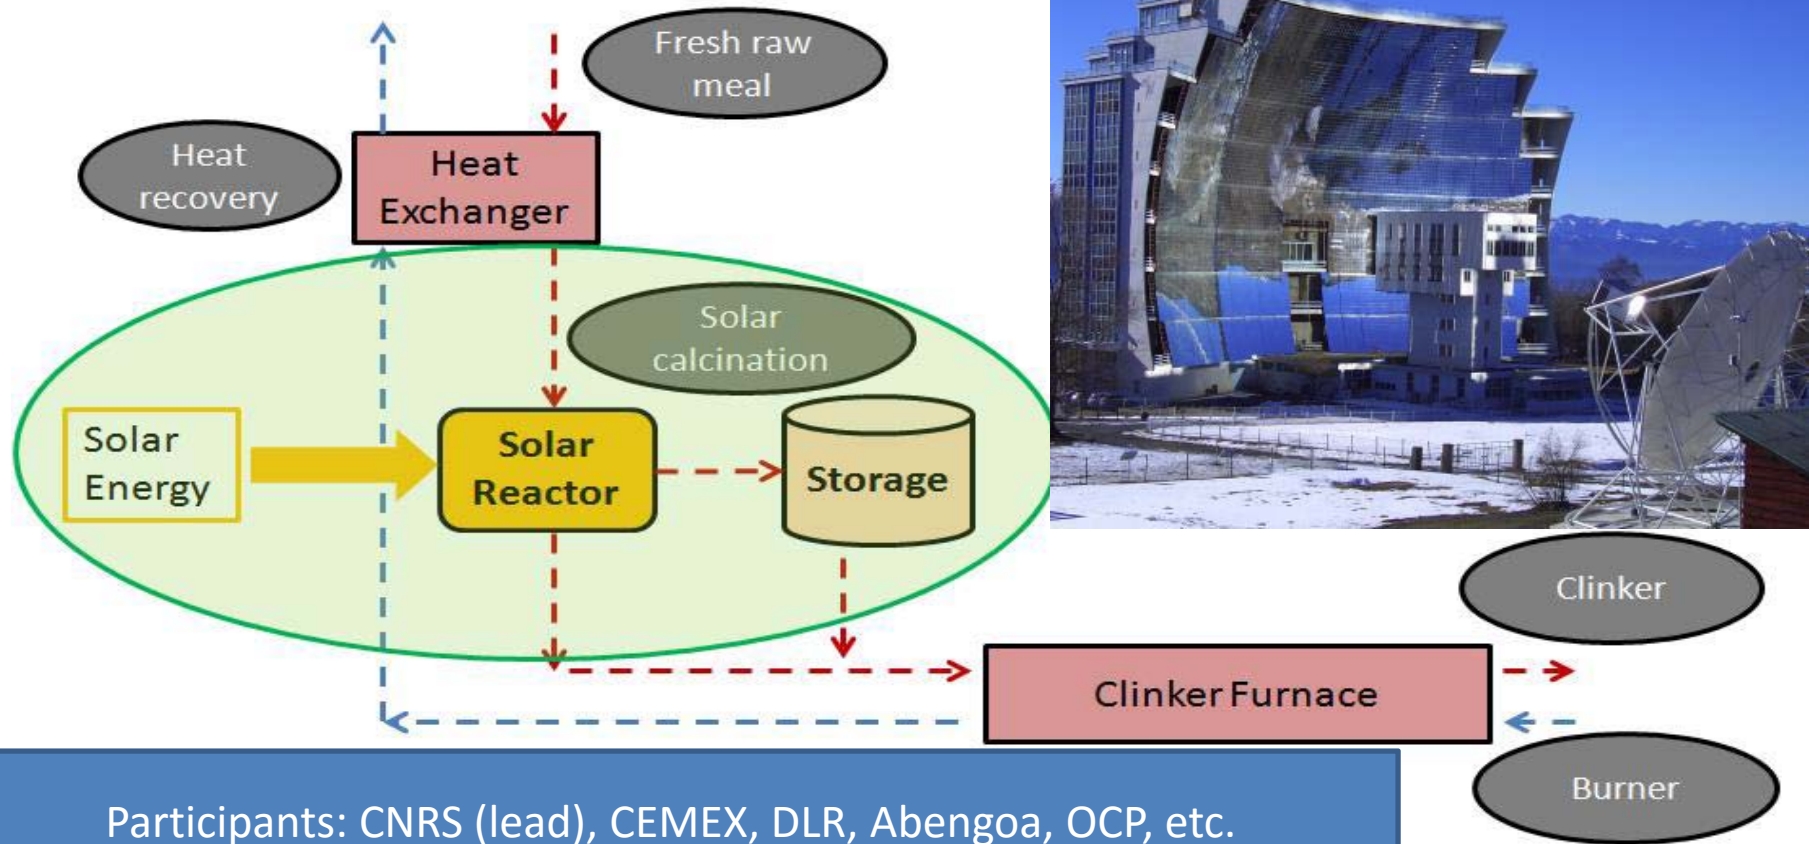 Fresh raw
meal
Heat
recovery
Heat
Exchanger
Solar
calcination
Solar
Energy
Solar
Reactor
Storage
Clinker
Clinker Furnace
Burner
Participants: CNRS (lead), CEMEX, DLR, Abengoa, OCP, etc.